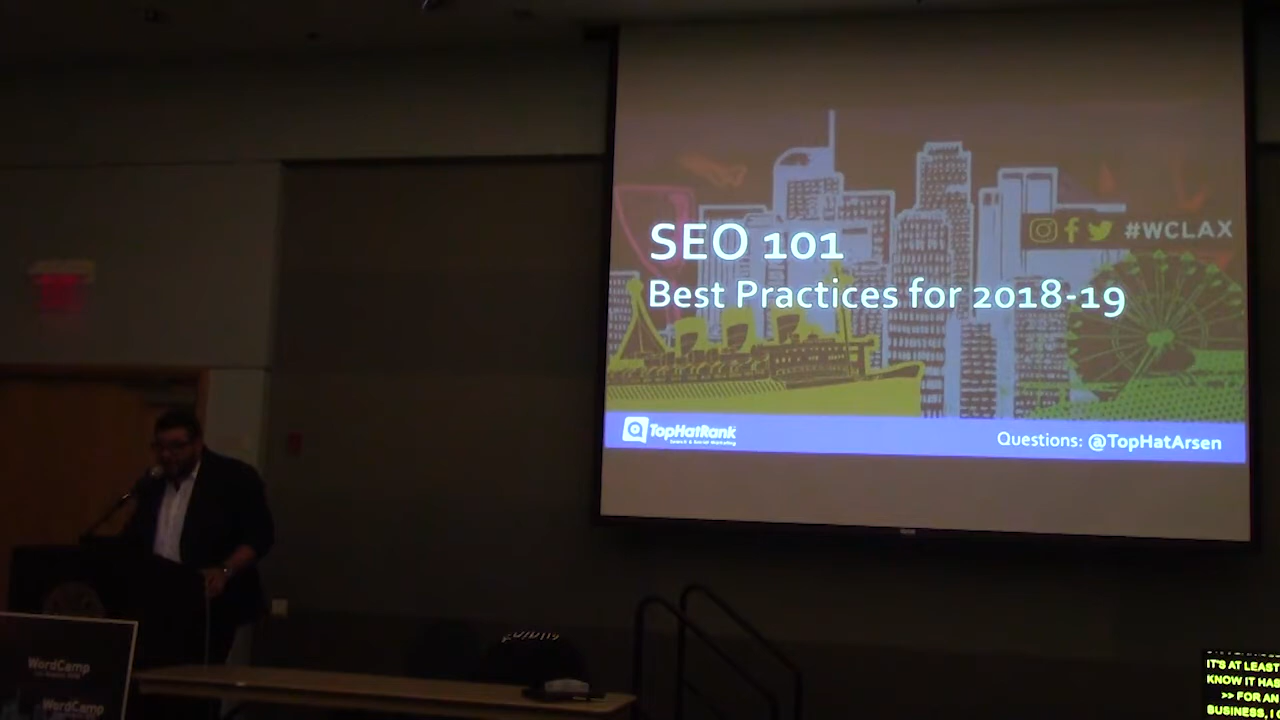 #WCLAX
SEO 101
Best Practices for 2018-19
TopHatRank
Questions: @TopHatArsen
WordCamp
WordCamp
IT'S AT LEAST
KNOW IT HAS
>> FOR AN
BUSINESS, I